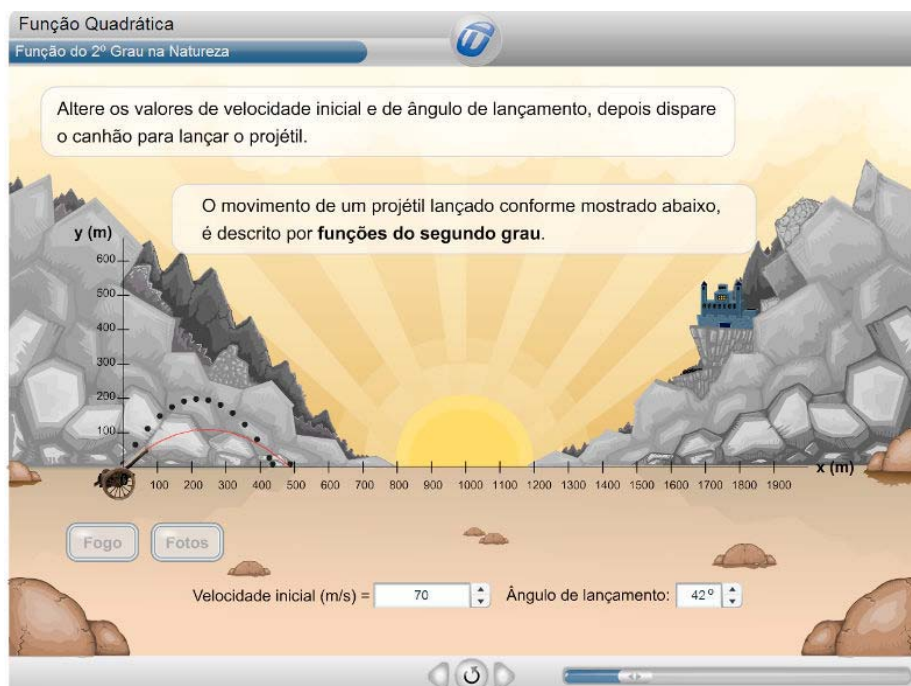 Função Quadrática
Função do 2º Grau na Natureza
Altere os valores de velocidade inicial e de ângulo de lançamento, depois dispare
o canhão para lançar o projétil.
O movimento de um projétil lançado conforme mostrado abaixo,
é descrito por funções do segundo grau.
y (m)
600
500
400
300
200
100
x (m)
100 200 300 400 500 600 700 800 900 1000 1100 1200 1300 1400 1500 1600 1700 1800 1900
Fogo Fotos
Velocidade inicial (m/s) = 70 Ângulo de lançamento: 42º